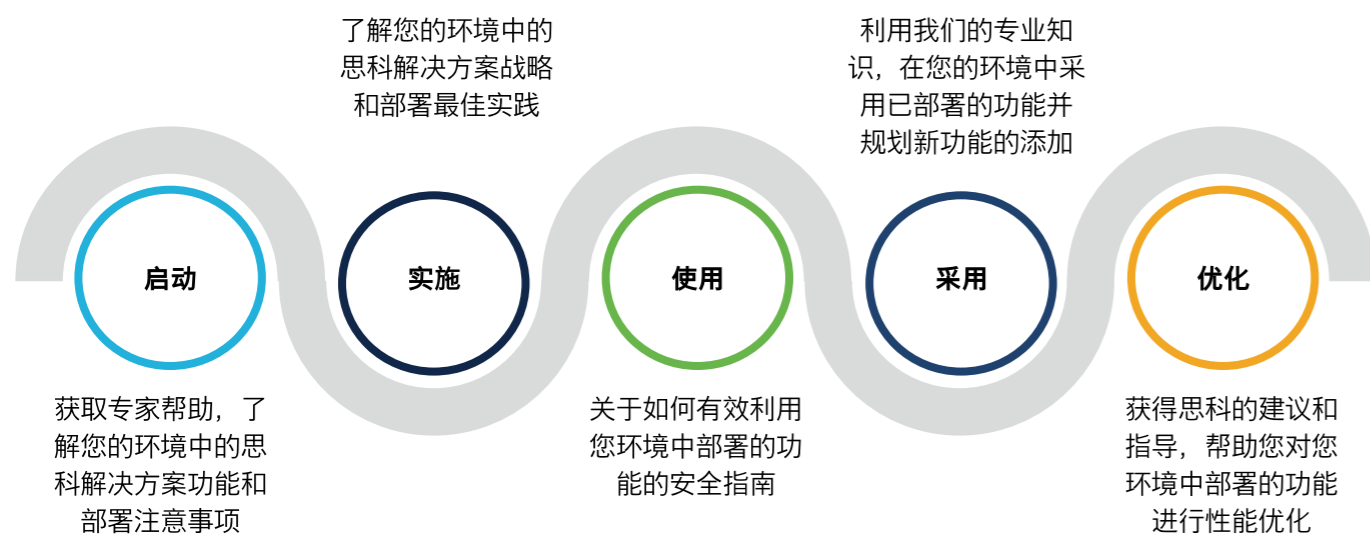 了解您的环境中的
思科解决方案战略
和部署最佳实践
利用我们的专业知
识，在您的环境中采
用已部署的功能并
规划新功能的添加
启动
实施
使用
采用
优化
获取专家帮助，了
解您的环境中的思
科解决方案功能和
部署注意事项
关于如何有效利用
您环境中部署的功
能的安全指南
获得思科的建议和
指导，帮助您对您
环境中部署的功能
进行性能优化